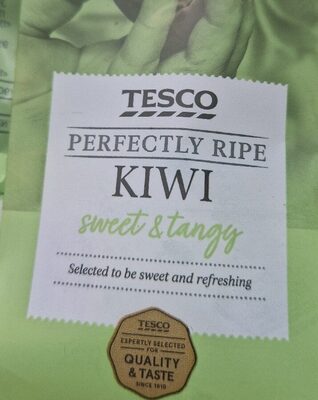 TESCO
PERFECTLY RIPE
KIWI
sweet & tangy
Selected to be sweet and refreshing
TESCO
EXPERTLY SELECTED
FOR
QUALITY
& TASTE
SINCE 1919